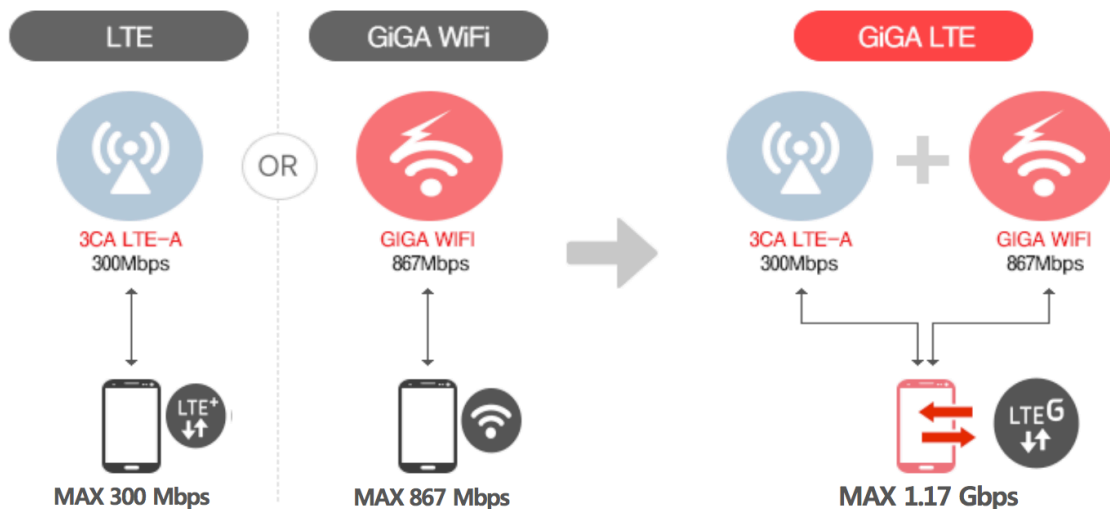 LTE
GiGA WiFi
GiGA LTE
OR
3CA LTE-A
300Mbps
GIGA WIFI
867Mbps
3CA LTE-A
300Mbps
GIGA WIFI
867Mbps
LTE+
LTE G
MAX 300 Mbps
MAX 867 Mbps
MAX 1.17 Gbps